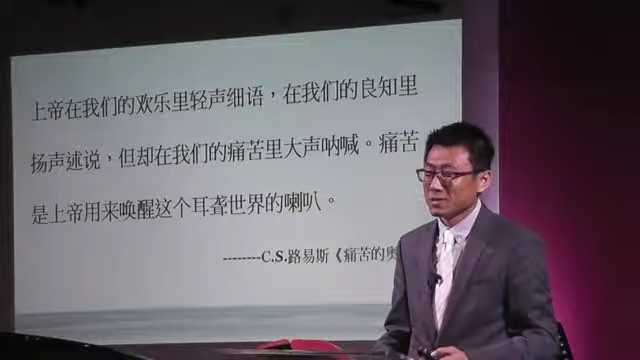 上帝在我们的欢乐里轻声细语，在我们的良知里
扬声述说，但却在我们的痛苦里大声呐喊。痛苦
是上帝用来唤醒这个耳聋世界的喇叭。
--------C.S.路易斯《痛苦的奥